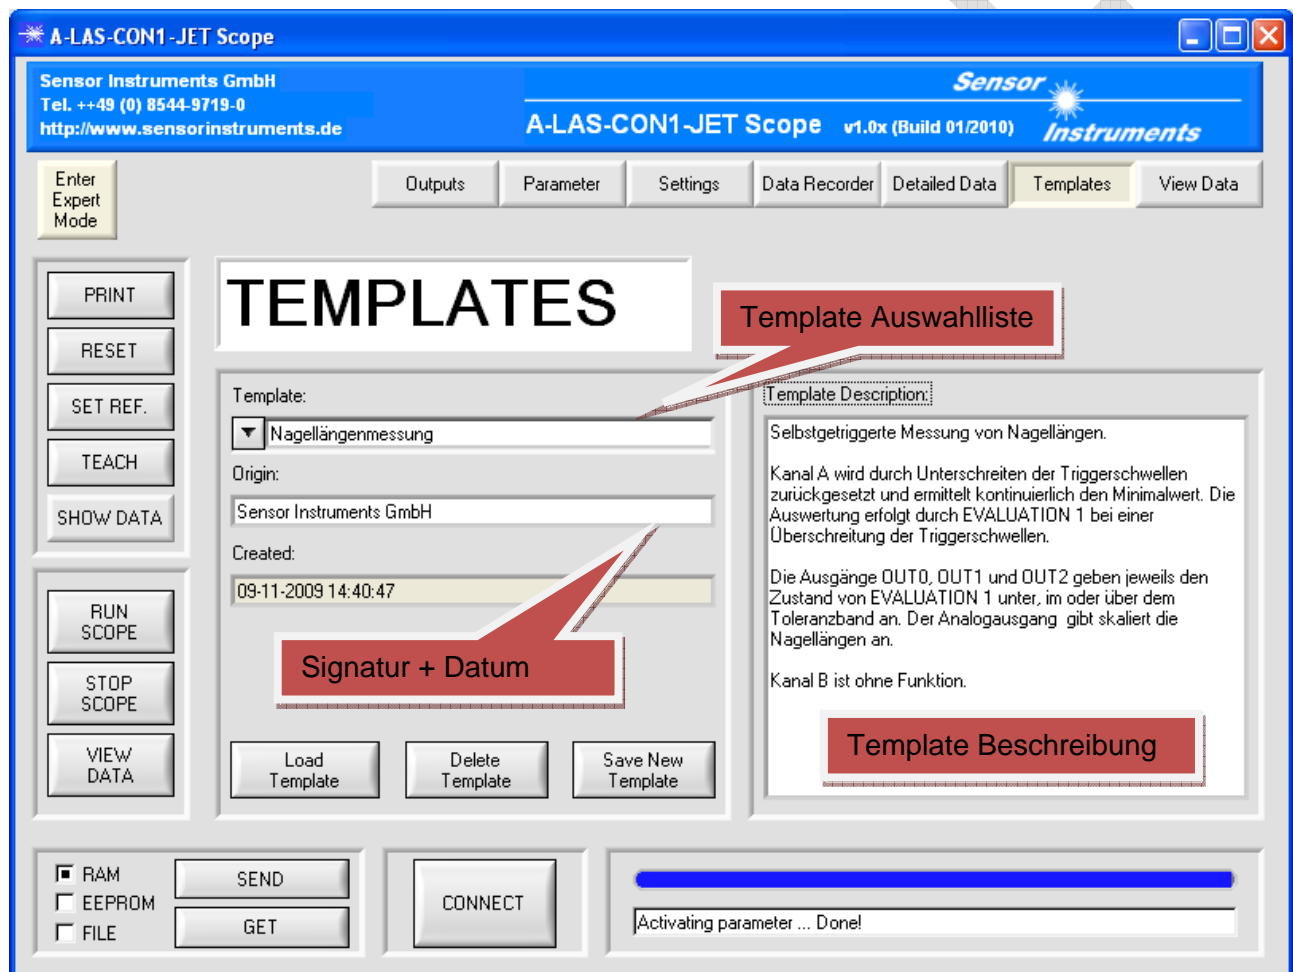 A-LAS-CON1-JET Scope
Sensor Instruments GmbH
Tel. ++49 (0) 8544-9719-0
http://www.sensorinstruments.de
A-LAS-CON1-JET Scope v1.0x (Build 01/2010)
Sensor
Instruments
Enter
Expert
Mode
Outputs
Parameter
Settings
Data Recorder
Detailed Data
Templates
View Data
PRINT
RESET
SET REF.
TEACH
SHOW DATA
RUN
SCOPE
STOP
SCOPE
VIEW
DATA
TEMPLATES
Template Auswahlliste
Template:
Nagellängenmessung
Origin:
Sensor Instruments GmbH
Created:
09-11-2009 14:40:47
Signatur + Datum
Load
Template
Delete
Template
Save New
Template
Template Description:
Selbstgetriggerte Messung von Nagellängen.
Kanal A wird durch Unterschreiten der Triggerschwellen
zurückgesetzt und ermittelt kontinuierlich den Minimalwert. Die
Auswertung erfolgt durch EVALUATION 1 bei einer
Überschreitung der Triggerschwellen.
Die Ausgänge OUT0, OUT1 und OUT2 geben jeweils den
Zustand von EVALUATION 1 unter, im oder über dem
Toleranzband an. Der Analogausgang gibt skaliert die
Nagellängen an.
Kanal B ist ohne Funktion.
Template Beschreibung
RAM
EEPROM
FILE
SEND
GET
CONNECT
Activating parameter ... Done!